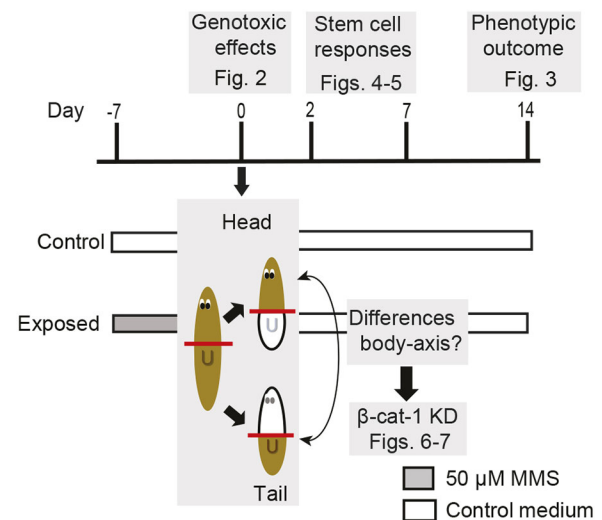 Genotoxic
effects
Fig. 2
Stem cell
responses
Figs. 4-5
Phenotypic
outcome
Fig. 3
Day -7 0 2 7 14
Head
Control
Exposed
U
U
U
Differences
body-axis?
β-cat-1 KD
Figs. 6-7
Tail
50 µM MMS
Control medium